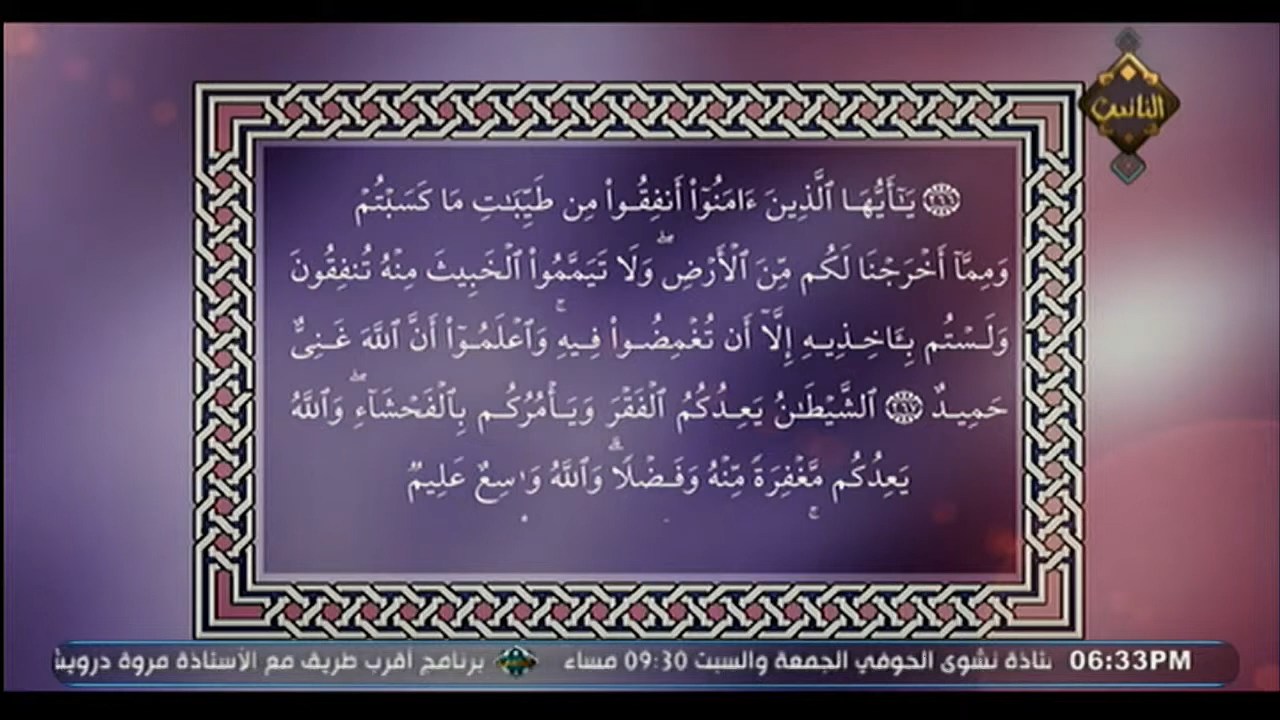 الناس
﴿٢٦٦﴾ يَـٰٓأَيُّهَا ٱلَّذِينَ ءَامَنُوٓا۟ أَنفِقُوا۟ مِن طَيِّبَـٰتِ مَا كَسَبْتُمْ
وَمِمَّآ أَخْرَجْنَا لَكُم مِّنَ ٱلْأَرْضِ ۖ وَلَا تَيَمَّمُوا۟ ٱلْخَبِيثَ مِنْهُ تُنفِقُونَ
وَلَسْتُم بِـَٔاخِذِيهِ إِلَّآ أَن تُغْمِضُوا۟ فِيهِ ۚ وَٱعْلَمُوٓا۟ أَنَّ ٱللَّهَ غَنِىٌّ
حَمِيدٌ ﴿٢٦٧﴾ ٱلشَّيْطَـٰنُ يَعِدُكُمُ ٱلْفَقْرَ وَيَأْمُرُكُم بِٱلْفَحْشَآءِ ۖ وَٱللَّهُ
يَعِدُكُم مَّغْفِرَةً مِّنْهُ وَفَضْلًا ۗ وَٱللَّهُ وَٰسِعٌ عَلِيمٌ
06:33PM تاذة نشوى الحوفي الجمعة والسبت 09:30 مساء برنامج أقرب طريق مع الأستاذة مروة درويش